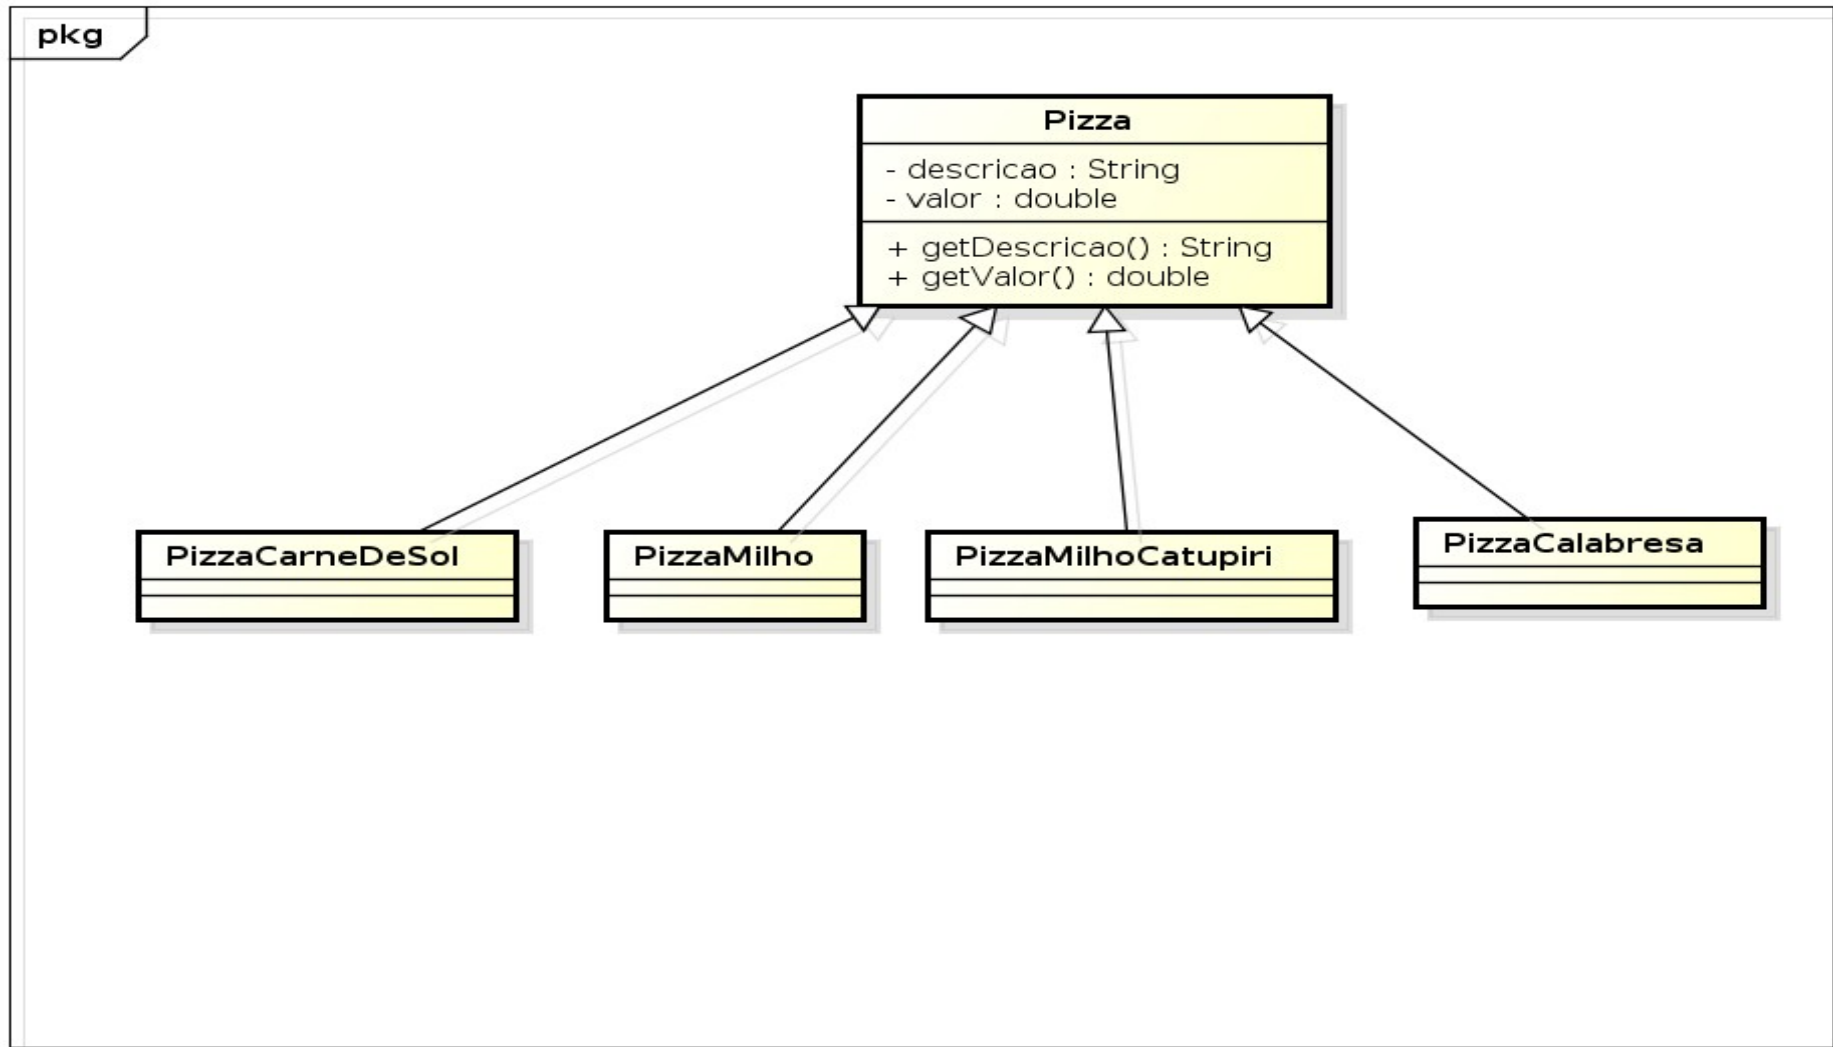 pkg
Pizza
- descricao : String
- valor : double
+ getDescricao() : String
+ getValor() : double
PizzaCarneDeSol
PizzaMilho
PizzaMilhoCatupiri
PizzaCalabresa